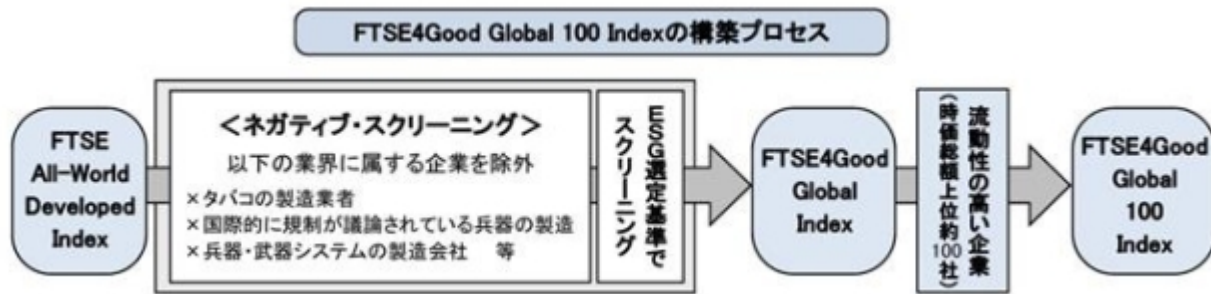 FTSE4Good Global 100 Indexの構築プロセス
FTSE
All-World
Developed
Index
＜ネガティブ・スクリーニング＞
以下の業界に属する企業を除外
×タバコの製造業者
×国際的に規制が議論されている兵器の製造
×兵器・武器システムの製造会社　等
ESG選定基準で
スクリーニング
FTSE4Good
Global
Index
流動性の高い企業
(時価総額上位約100社)
FTSE4Good
Global
100
Index